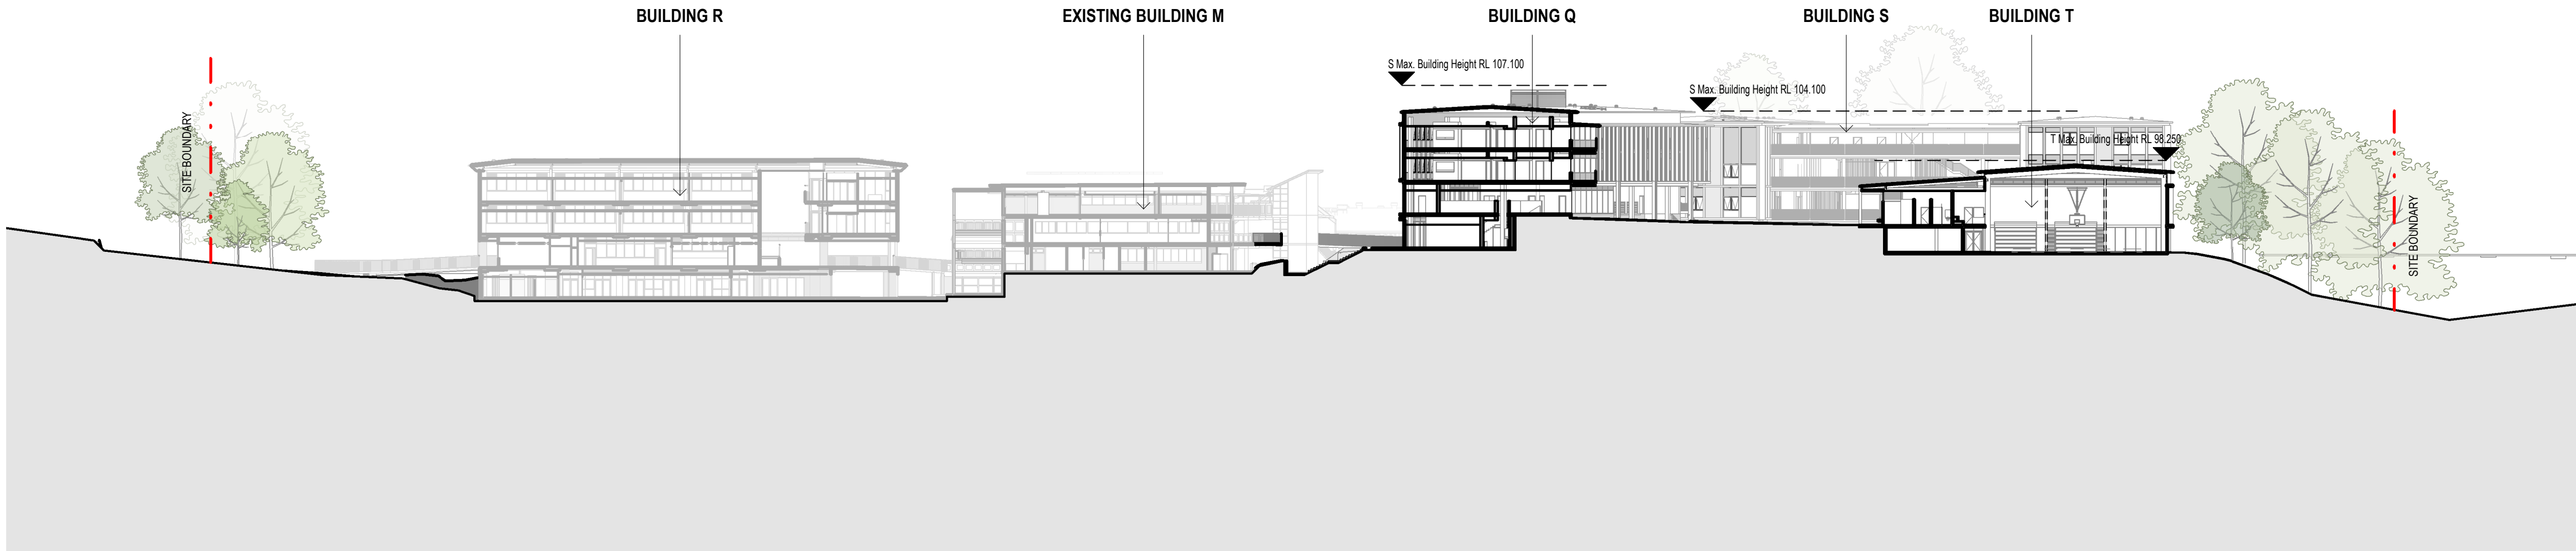 BUILDING R
EXISTING BUILDING M
BUILDING Q
BUILDING S
BUILDING T
S Max. Building Height RL 107.100
S Max. Building Height RL 104.100
T Max. Building Height RL 98.250
SITE BOUNDARY
SITE BOUNDARY